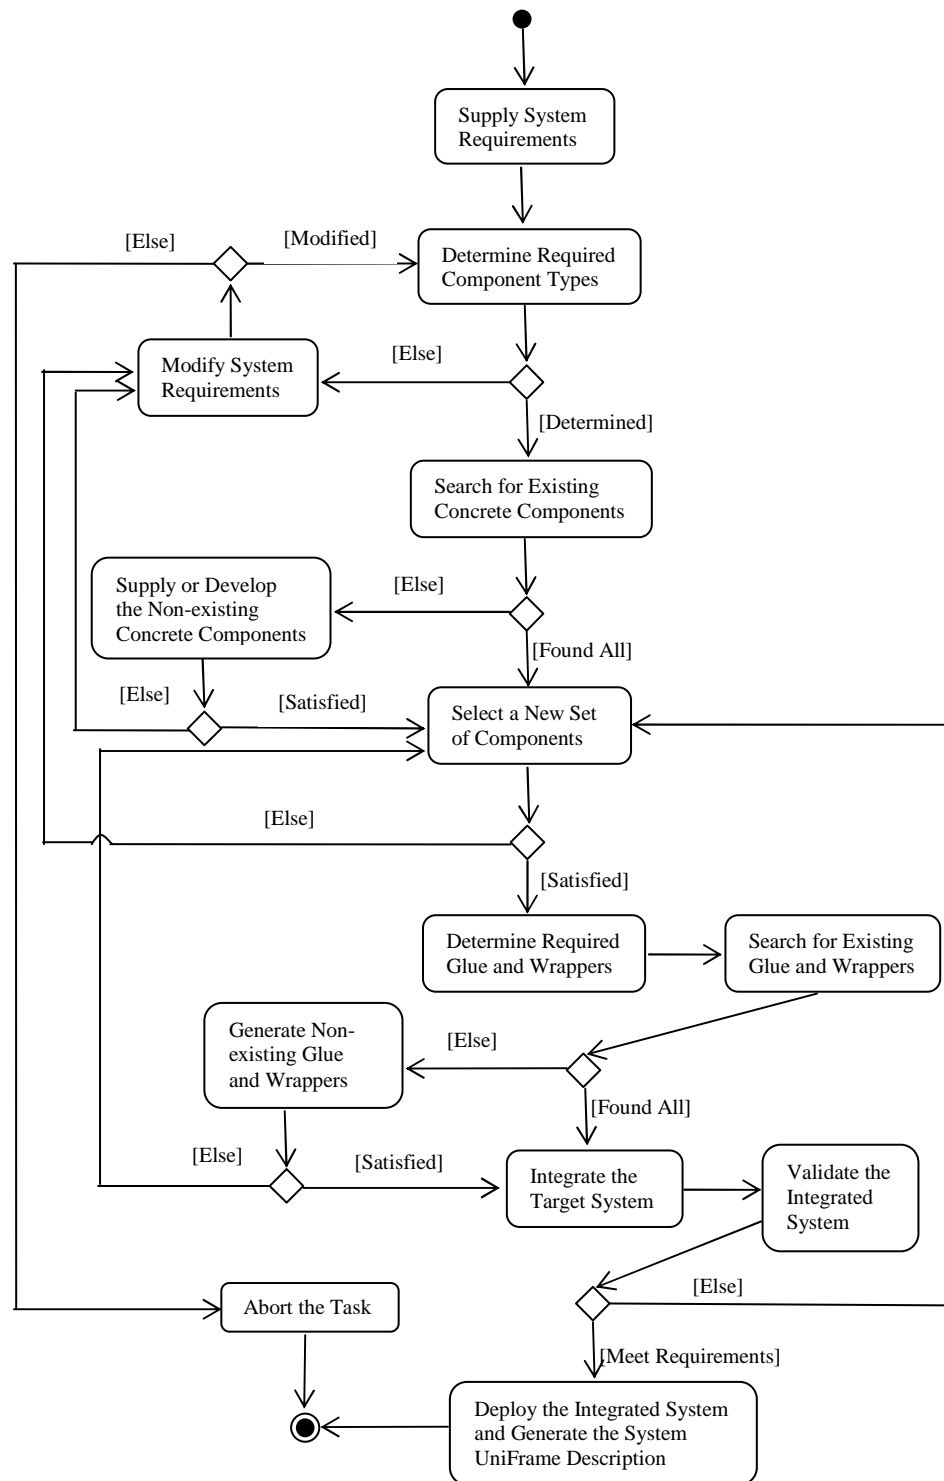 Supply System
Requirements
[Else]
[Modified]
Determine Required
Component Types
Modify System
Requirements
[Else]
[Determined]
Search for Existing
Concrete Components
Supply or Develop
the Non-existing
Concrete Components
[Else]
[Found All]
[Else]
[Satisfied]
Select a New Set
of Components
[Else]
[Satisfied]
Determine Required
Glue and Wrappers
Search for Existing
Glue and Wrappers
Generate Non-
existing Glue
and Wrappers
[Else]
[Found All]
[Else]
[Satisfied]
Integrate the
Target System
Validate the
Integrated
System
Abort the Task
[Else]
[Meet Requirements]
Deploy the Integrated System
and Generate the System
UniFrame Description